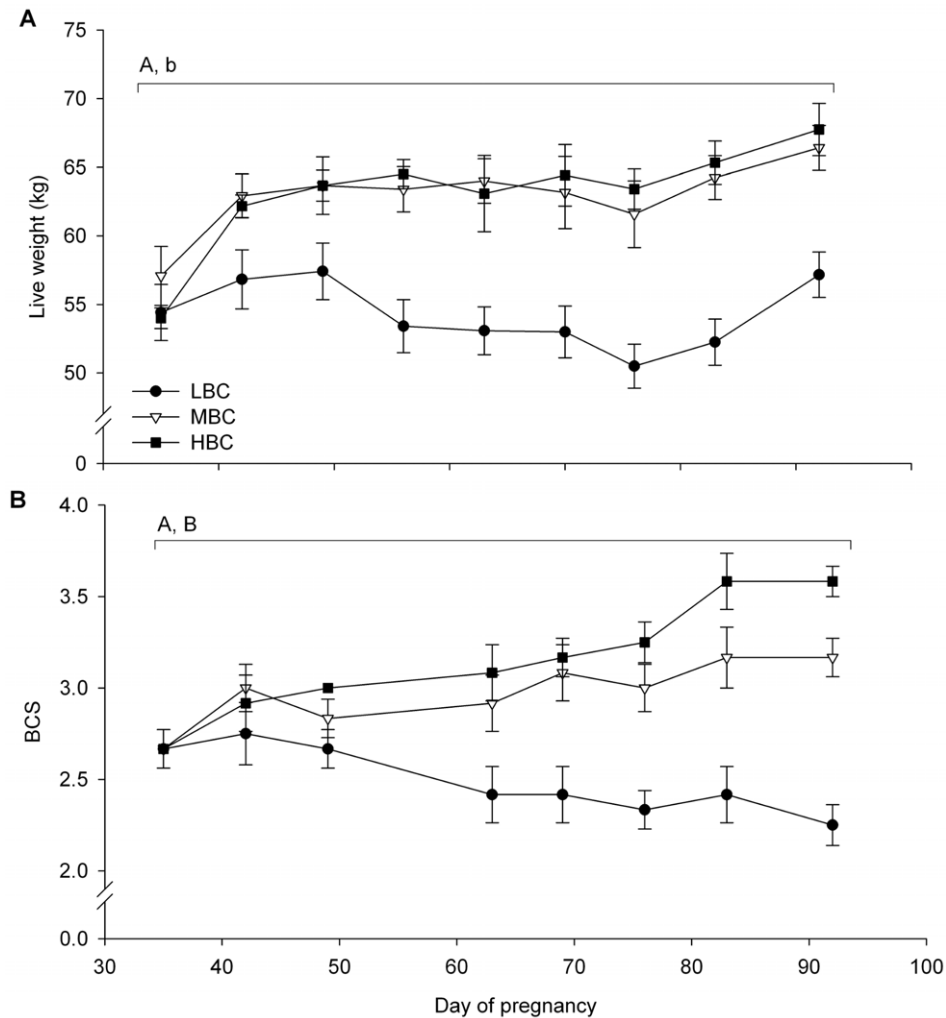 A
75
A, b
70
65
60
55
50
0
Live weight (kg)
LBC
MBC
HBC
B
4.0
A, B
3.5
3.0
2.5
2.0
0.0
BCS
30 40 50 60 70 80 90 100
Day of pregnancy